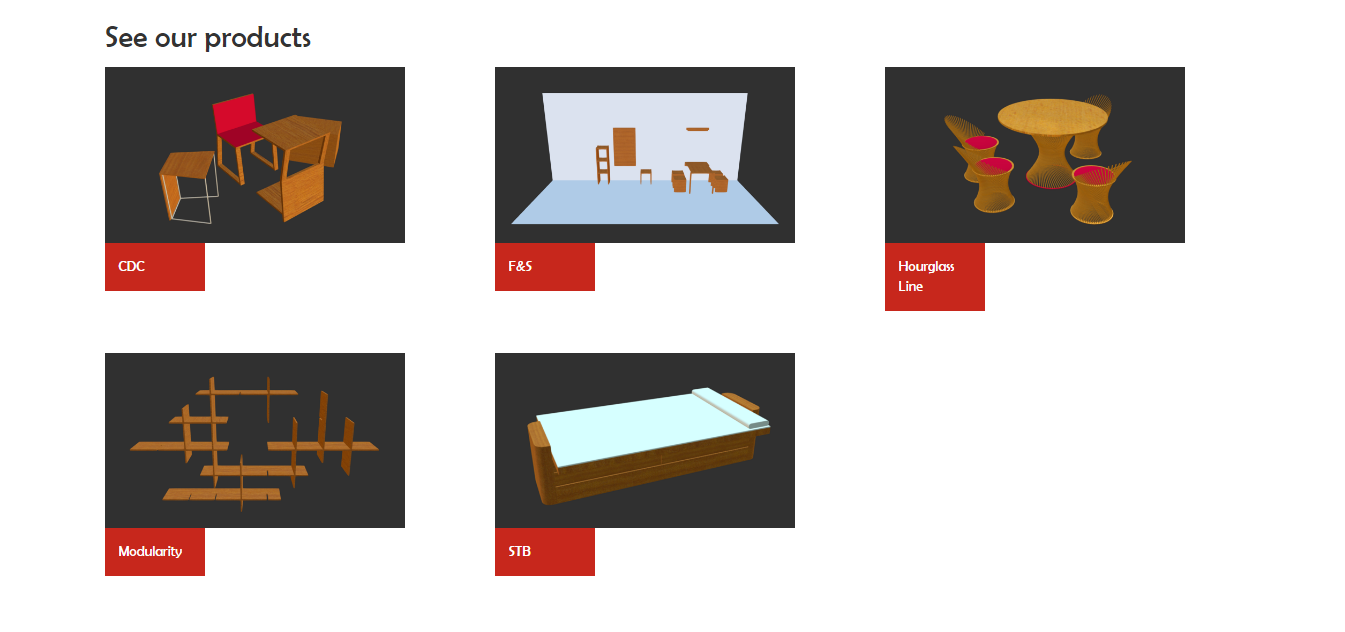 See our products
CDC
F&S
Hourglass
Line
Modularity
STB